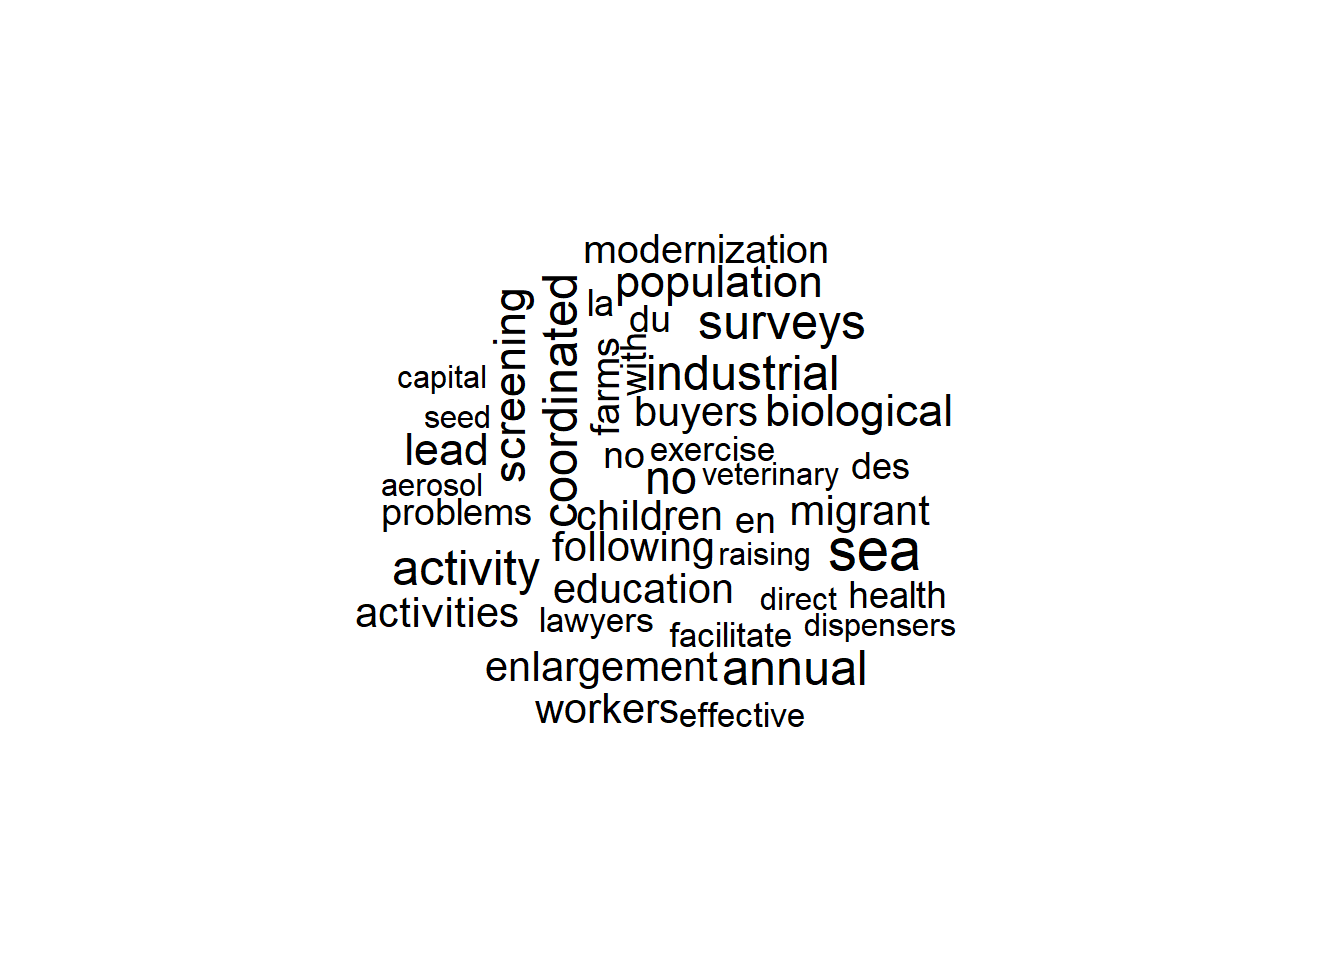 modernization
population
la
du
surveys
screening
coordinated
farms
with
industrial
capital
buyers
biological
seed
lead
no
exercise
no
veterinary
des
aerosol
problems
children
en
migrant
following
raising
sea
activity
education
direct
health
activities
lawyers
facilitate
dispensers
enlargement
annual
workers
effective